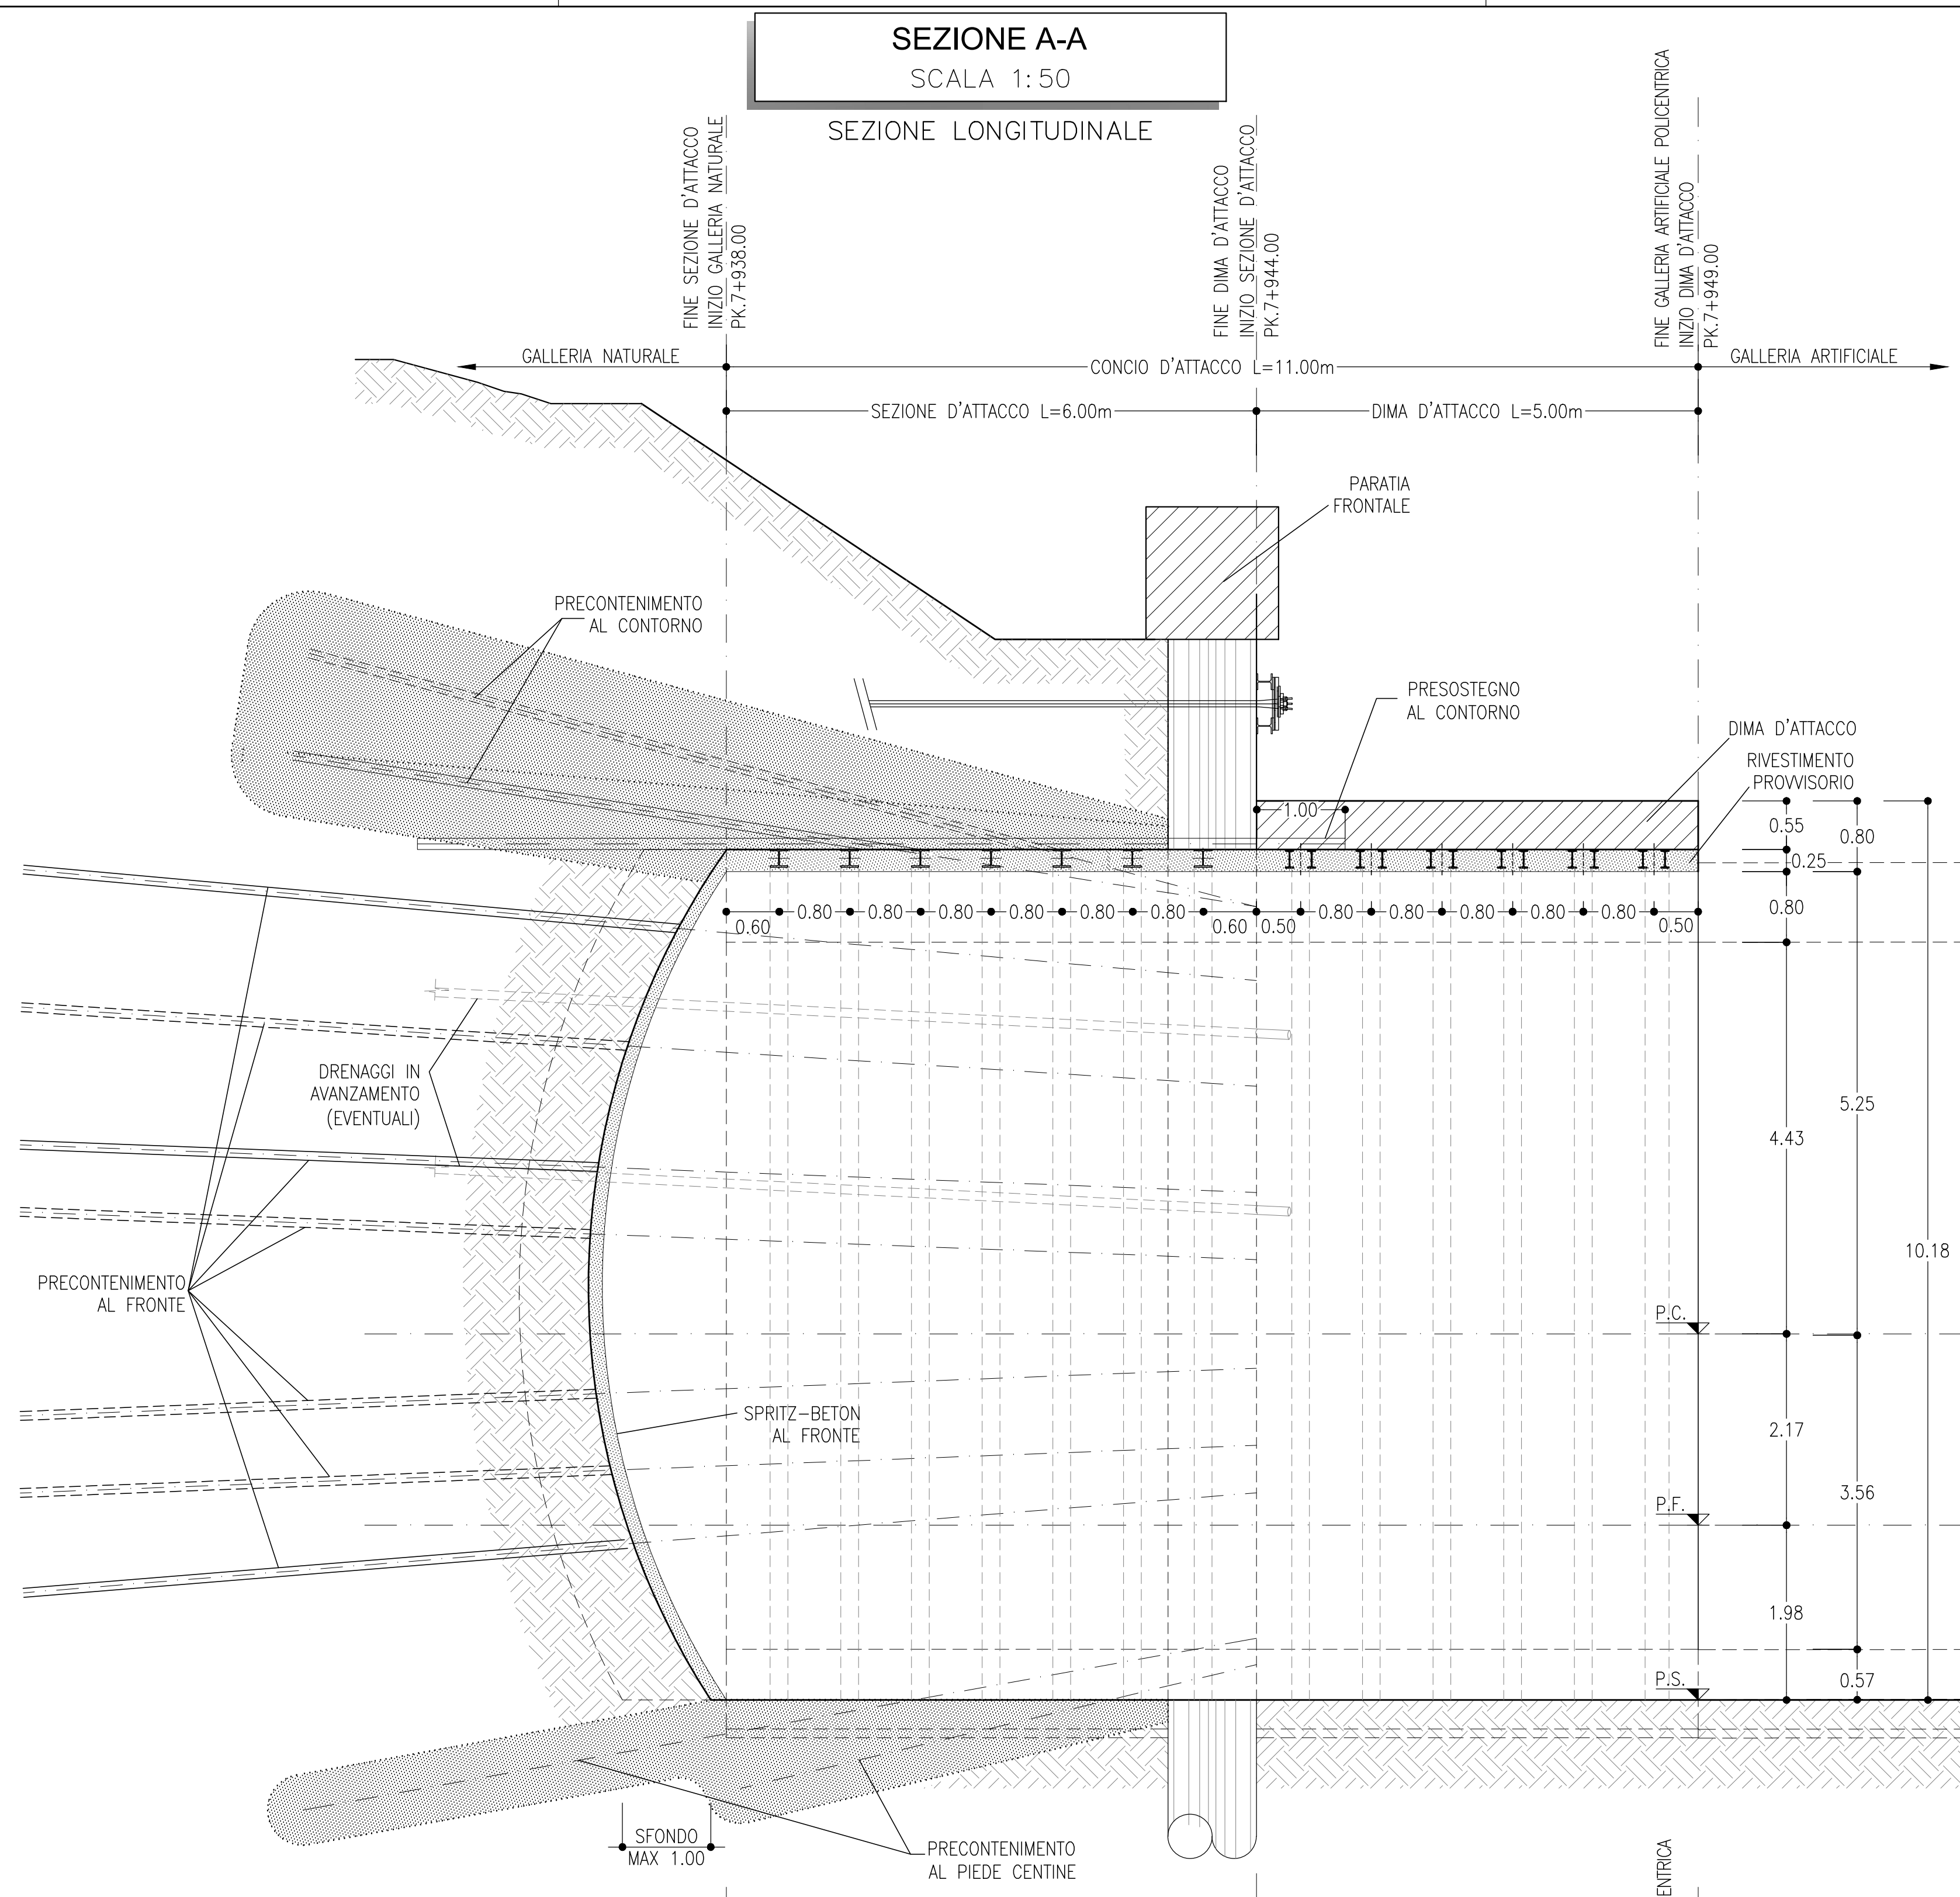 SEZIONE A-A
SCALA 1:50
SEZIONE LONGITUDINALE
FINE SEZIONE D'ATTACCO
INIZIO GALLERIA NATURALE
PK.7+938.00
FINE DIMA D'ATTACCO
INIZIO SEZIONE D'ATTACCO
PK.7+944.00
FINE GALLERIA ARTIFICIALE POLICENTRICA
INIZIO DIMA D'ATTACCO
PK.7+949.00
GALLERIA NATURALE
CONCIO D'ATTACCO L=11.00m
GALLERIA ARTIFICIALE
SEZIONE D'ATTACCO L=6.00m
DIMA D'ATTACCO L=5.00m
PARATIA
FRONTALE
PRECONTENIMENTO
AL CONTORNO
PRESOSTEGNO
AL CONTORNO
DIMA D'ATTACCO
RIVESTIMENTO
PROVVISORIO
1.00
0.55
0.80
0.25
0.80
0.60
0.80
0.80
0.80
0.80
0.80
0.80
0.60
0.50
0.80
0.80
0.80
0.80
0.80
0.50
DRENAGGI IN
AVANZAMENTO
(EVENTUALI)
5.25
4.43
10.18
PRECONTENIMENTO
AL FRONTE
P.C.
SPRITZ-BETON
AL FRONTE
2.17
3.56
P.F.
1.98
0.57
P.S.
SFONDO
MAX 1.00
PRECONTENIMENTO
AL PIEDE CENTINE
ENTRICA